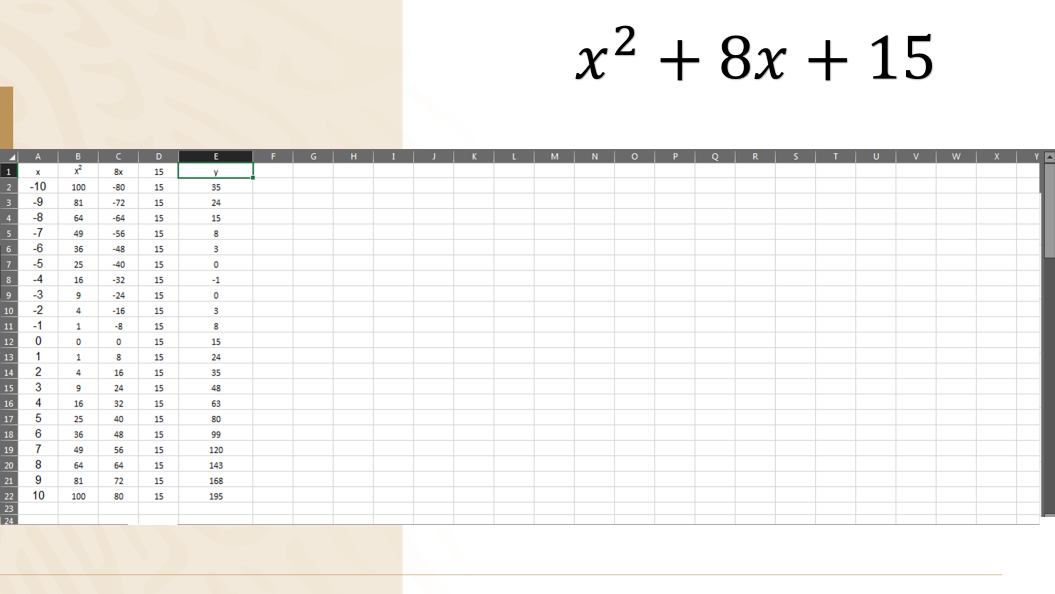 x² + 8x + 15
A B C D E F G H I J K L M N O P Q R S T U V W X Y
1 x x² 8x 15 y
2 -10 100 -80 15 35
3 -9 81 -72 15 24
4 -8 64 -64 15 15
5 -7 49 -56 15 8
6 -6 36 -48 15 3
7 -5 25 -40 15 0
8 -4 16 -32 15 -1
9 -3 9 -24 15 0
10 -2 4 -16 15 3
11 -1 1 -8 15 8
12 0 0 0 15 15
13 1 1 8 15 24
14 2 4 16 15 35
15 3 9 24 15 48
16 4 16 32 15 63
17 5 25 40 15 80
18 6 36 48 15 99
19 7 49 56 15 120
20 8 64 64 15 143
21 9 81 72 15 168
22 10 100 80 15 195
23
24